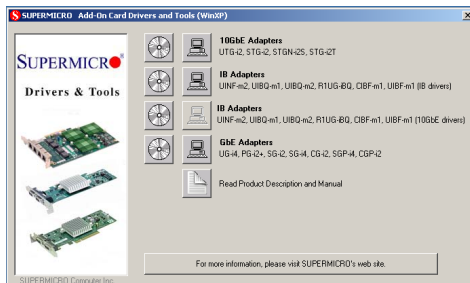 SUPERMICRO Add-On Card Drivers and Tools (WinXP)
SUPERMICRO
Drivers & Tools
10GbE Adapters
UTG-i2, STG-i2, STGN-i2S, STG-i2T
IB Adapters
UINF-m2, UIBQ-m1, UIBQ-m2, R1UG-iBQ, CIBF-m1, UIBF-m1 (IB drivers)
IB Adapters
UINF-m2, UIBQ-m1, UIBQ-m2, R1UG-IBQ, CIBF-m1, UIBF-m1 (10GbE drivers)
GbE Adapters
UG-i4, PG-i2+, SG-i2, SG-i4, CG-i2, SGP-i4, CGP-i2
Read Product Description and Manual
For more information, please visit SUPERMICRO's web site.
SUPERMICRO Computer Inc